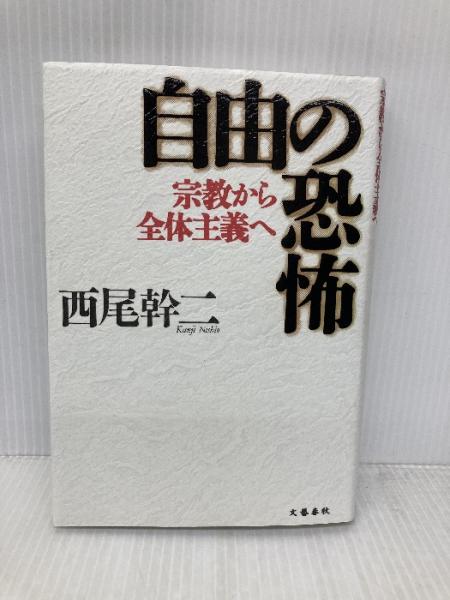 自由の恐怖
宗教から
全体主義へ
西尾幹二
Kanji Nishio
文藝春秋